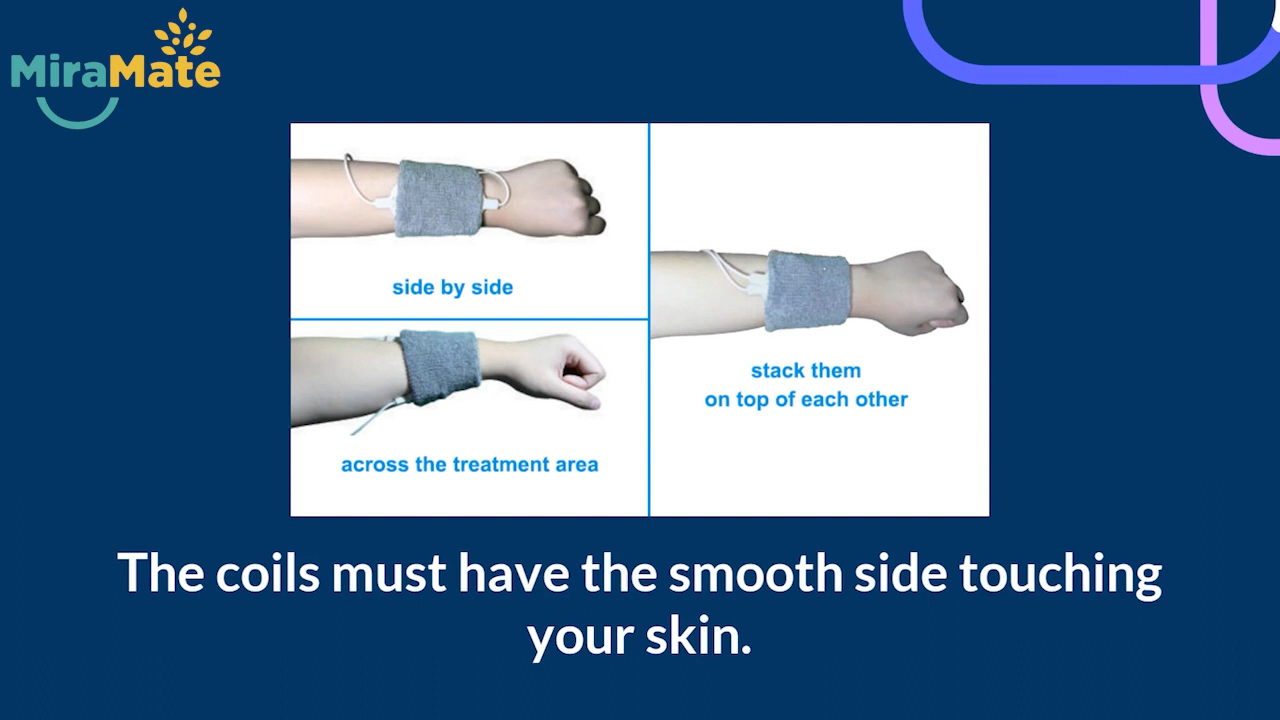 MiraMate
side by side
across the treatment area
stack them
on top of each other
The coils must have the smooth side touching
your skin.